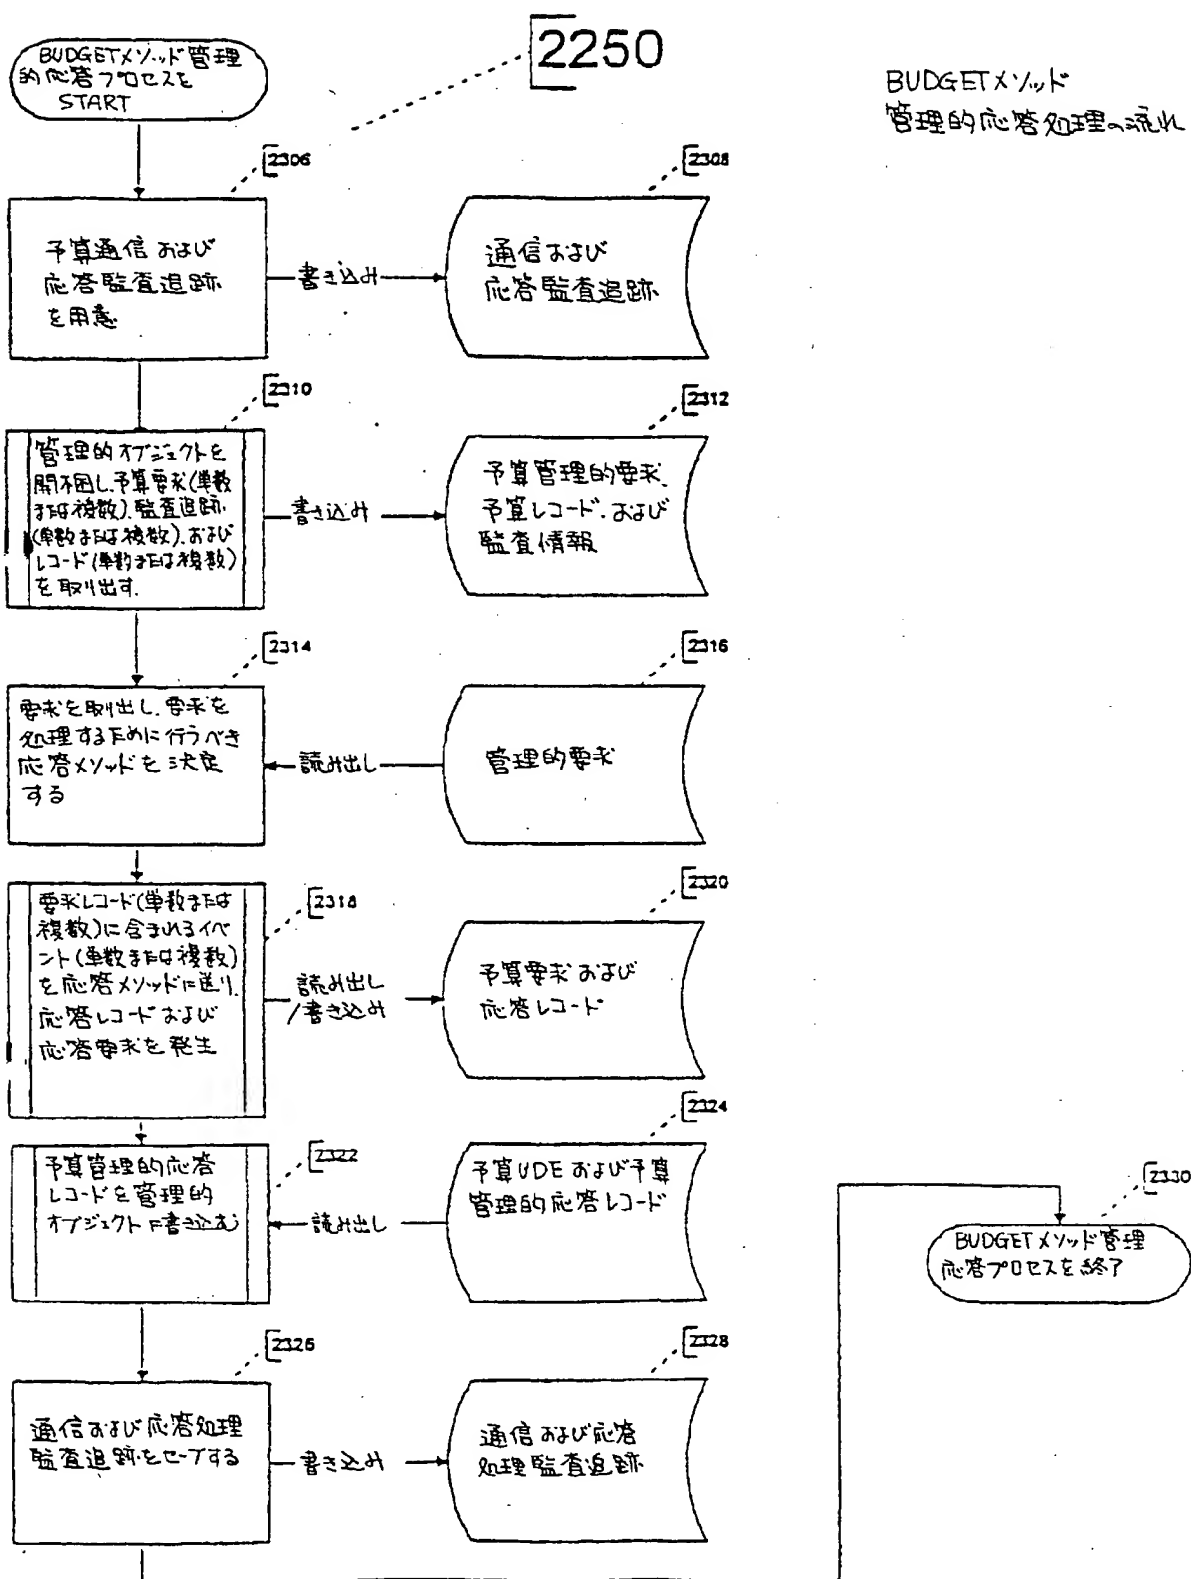 2250
BUDGETメソッド管理
的応答プロセスを
START
BUDGETメソッド
管理的応答処理の流れ
2306
予算通信および
応答監査追跡
を用意
書き込み
2308
通信および
応答監査追跡
2310
管理的オブジェクトを
開梱し、予算要求(単数
または複数)、監査追跡
(単数または複数)、および
レコード(単数または複数)
を取り出す.
書き込み
2312
予算管理的要求、
予算レコード、および
監査情報
2314
要求を取出し、要求を
処理するために行うべき
応答メソッドを決定
する
読み出し
2316
管理的要求
2318
要求レコード(単数または
複数)に含まれるイベ
ント(単数または複数)
を応答メソッドに送り、
応答レコードおよび
応答要求を発生
読み出し
/書き込み
2320
予算要求および
応答レコード
2322
予算管理的応答
レコードを管理的
オブジェクトに書き込む
読み出し
2324
予算UDEおよび予算
管理的応答レコード
2326
通信および応答処理
監査追跡をセーブする
書き込み
2328
通信および応答
処理監査追跡
2330
BUDGETメソッド管理
応答プロセスを終了